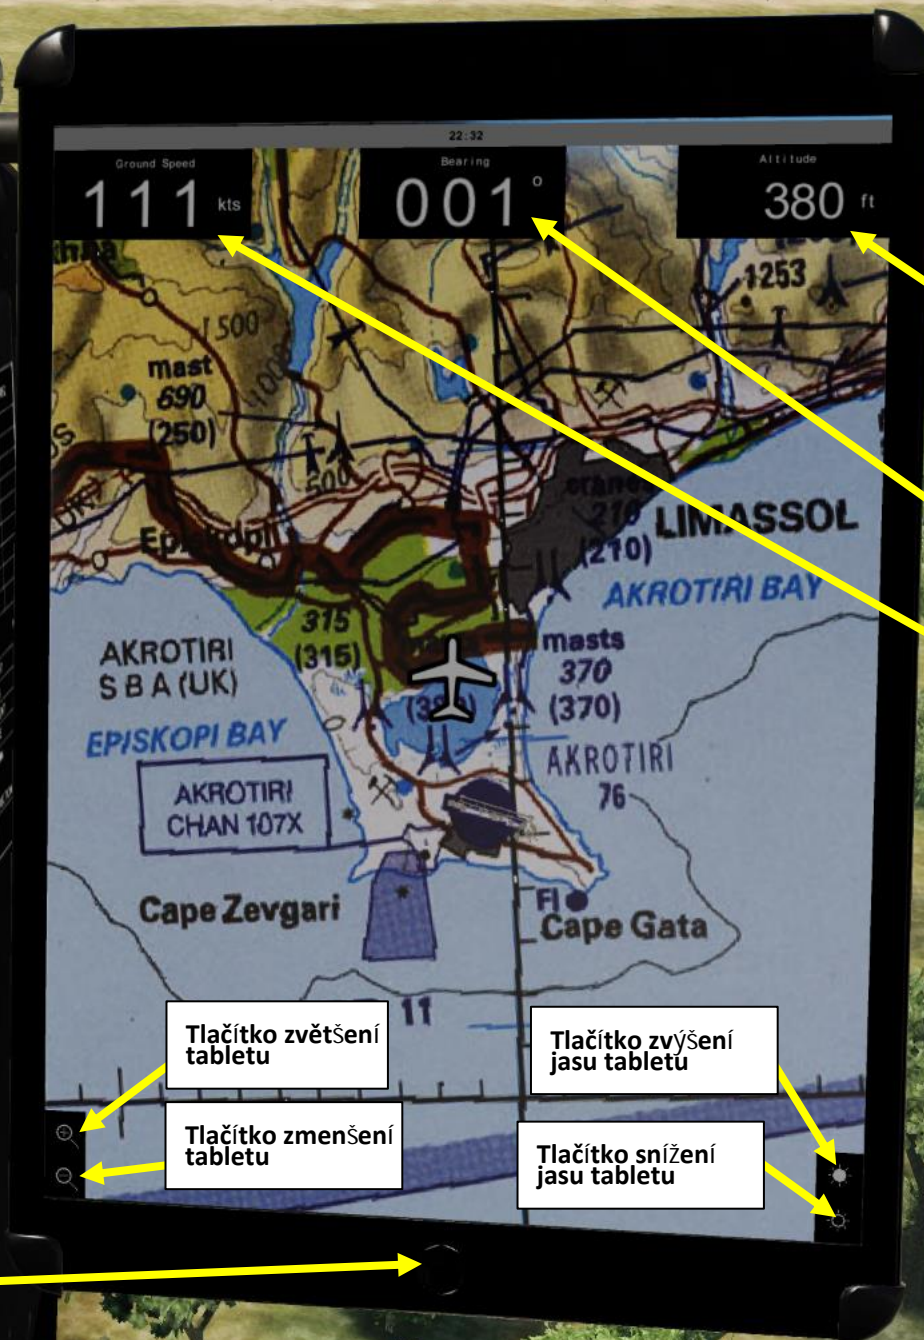 22:32
Ground Speed
111 kts
Bearing
001°
Altitude
380 ft
1253
1500
mast
690
(250)
500
210
(210)
LIMASSOL
AKROTIRI BAY
Episkopi
315
(315)
AKROTIRI
S B A (UK)
masts
370
(370)
EPISKOPI BAY
AKROTIRI
76
AKROTIRI
CHAN 107X
Cape Zevgari
Fl
Cape Gata
11
Tlačítko zvětšení
tabletu
Tlačítko zvýšení
jasu tabletu
Tlačítko zmenšení
tabletu
Tlačítko snížení
jasu tabletu